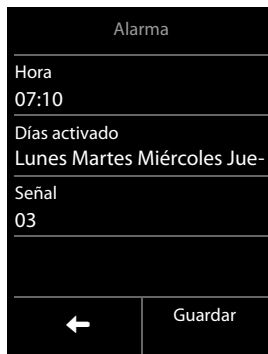 Alarma
Hora
07:10
Días activado
Lunes Martes Miércoles Jue-
Señal
03
Guardar